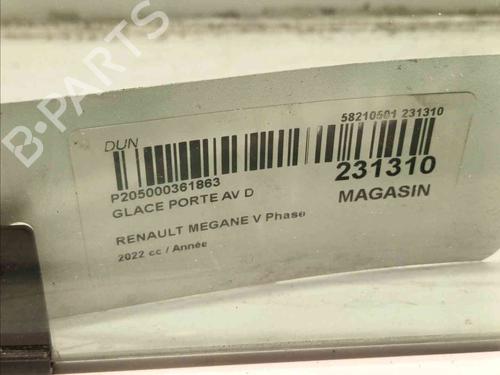 B-PARTS
DUN
58210501 231310
P205000361863
231310
GLACE PORTE AV D
MAGASIN
RENAULT MEGANE V Phase
2022 cc / Année